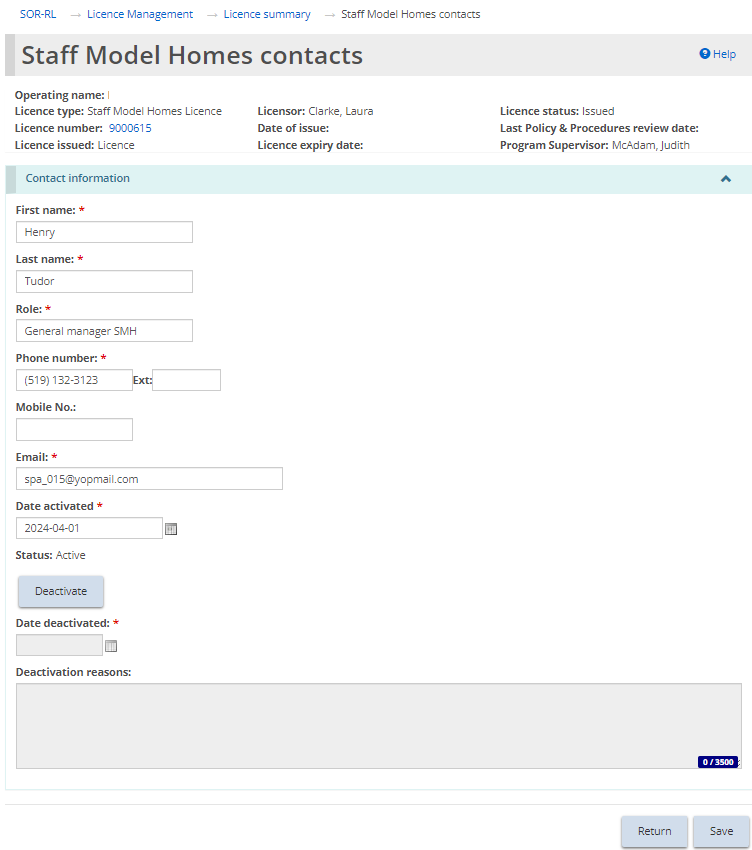 SOR-RL → Licence Management → Licence summary → Staff Model Homes contacts
Staff Model Homes contacts
Help
Operating name:
Licence type: Staff Model Homes Licence Licensor: Clarke, Laura Licence status: Issued
Licence number: 9000615 Date of issue: Last Policy & Procedures review date:
Licence issued: Licence Licence expiry date: Program Supervisor: McAdam, Judith
Contact information
First name: *
Henry
Last name: *
Tudor
Role: *
General manager SMH
Phone number: *
(519) 132-3123 Ext:
Mobile No.:
Email: *
spa_015@yopmail.com
Date activated *
2024-04-01
Status: Active
Deactivate
Date deactivated: *
Deactivation reasons:
0 / 3500
Return Save